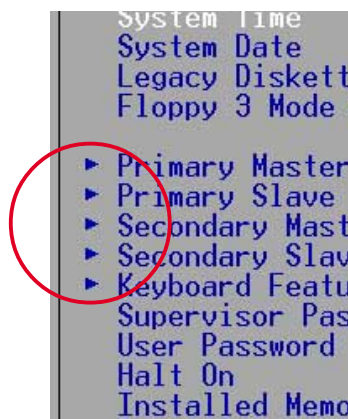 System Time
System Date
Legacy Diskett
Floppy 3 Mode
Primary Master
Primary Slave
Secondary Mast
Secondary Slav
Keyboard Featu
Supervisor Pas
User Password
Halt On
Installed Memo